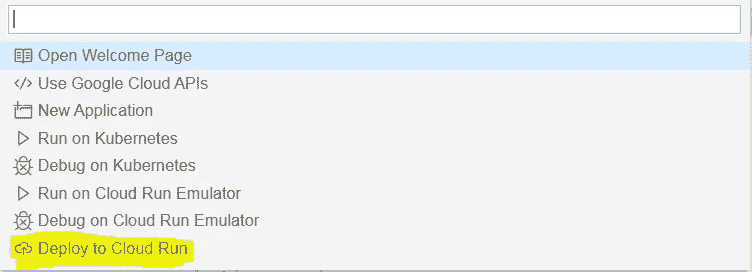 Open Welcome Page
Use Google Cloud APIs
New Application
Run on Kubernetes
Debug on Kubernetes
Run on Cloud Run Emulator
Debug on Cloud Run Emulator
Deploy to Cloud Run